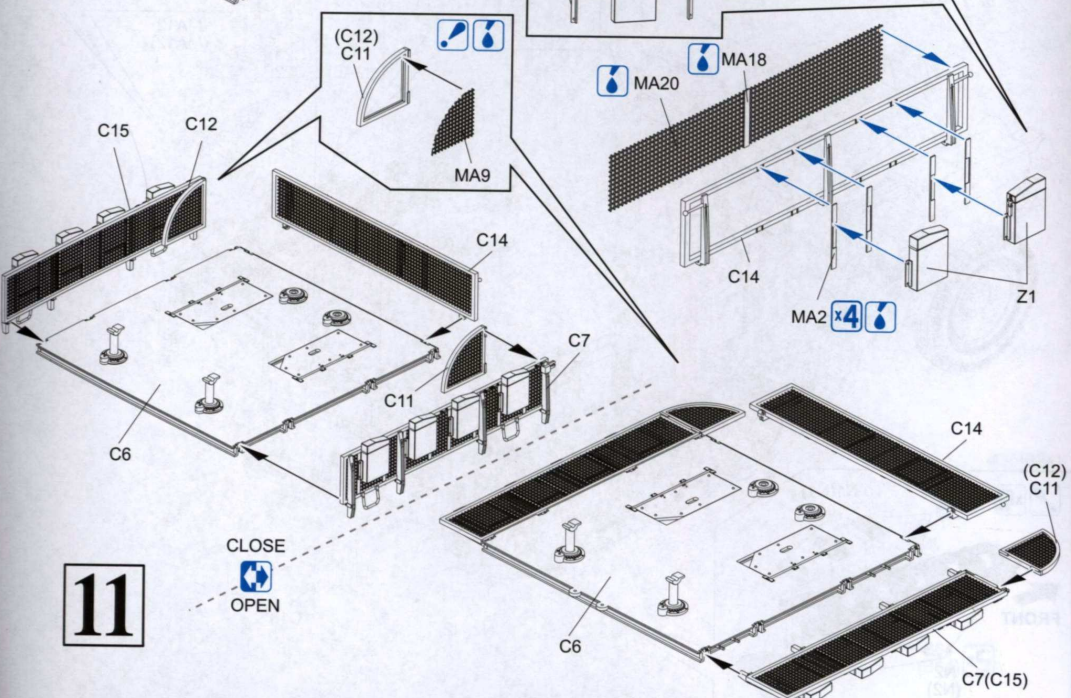 (C12)
C11
MA9
MA18
MA20
C14
MA2 x4
Z1
C15
C12
C14
C7
C11
C6
CLOSE
OPEN
11
C14
(C12)
C11
C6
C7(C15)
FRONT